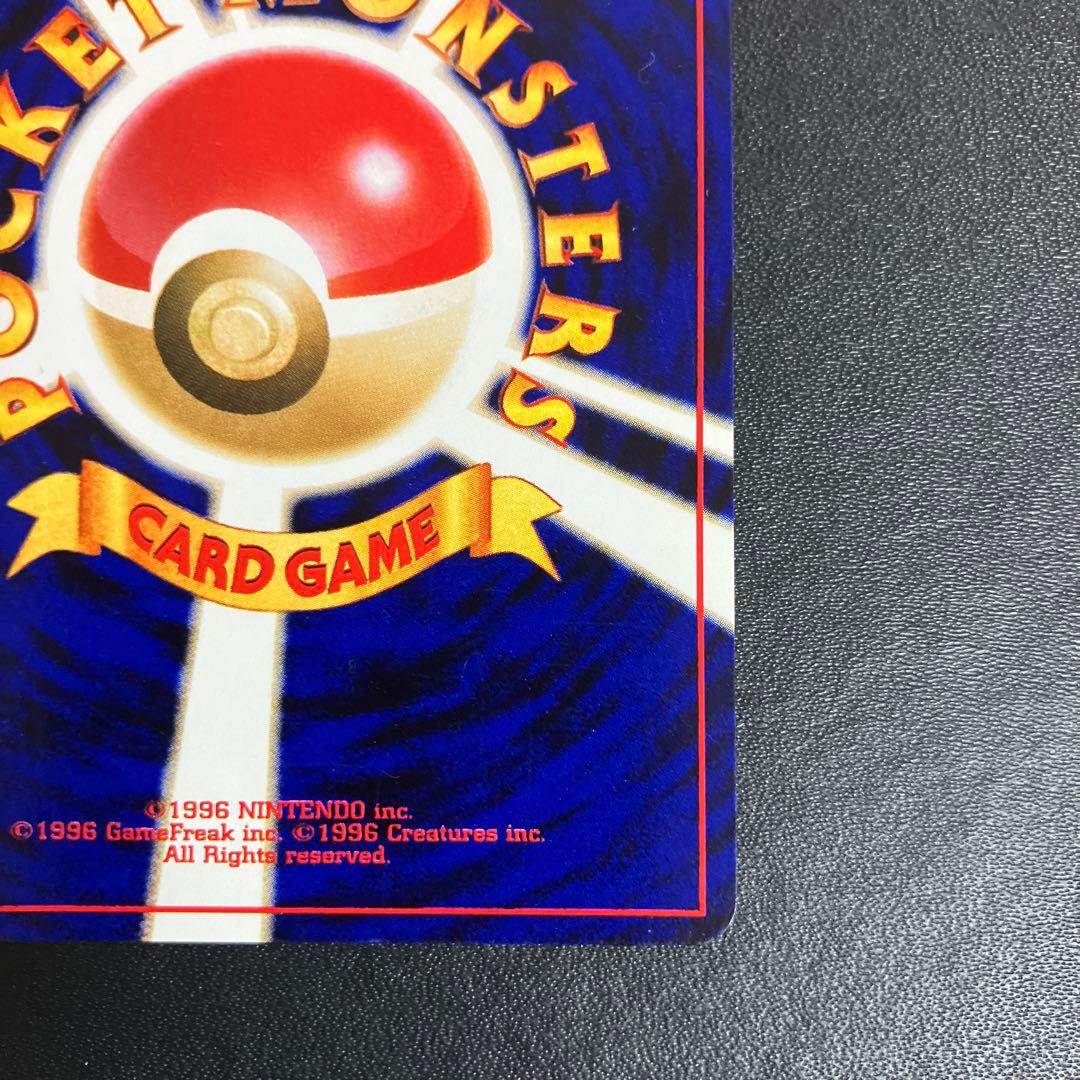 POCKET MONSTERS
CARD GAME
©1996 NINTENDO inc.
©1996 GameFreak inc. ©1996 Creatures inc.
All Rights reserved.